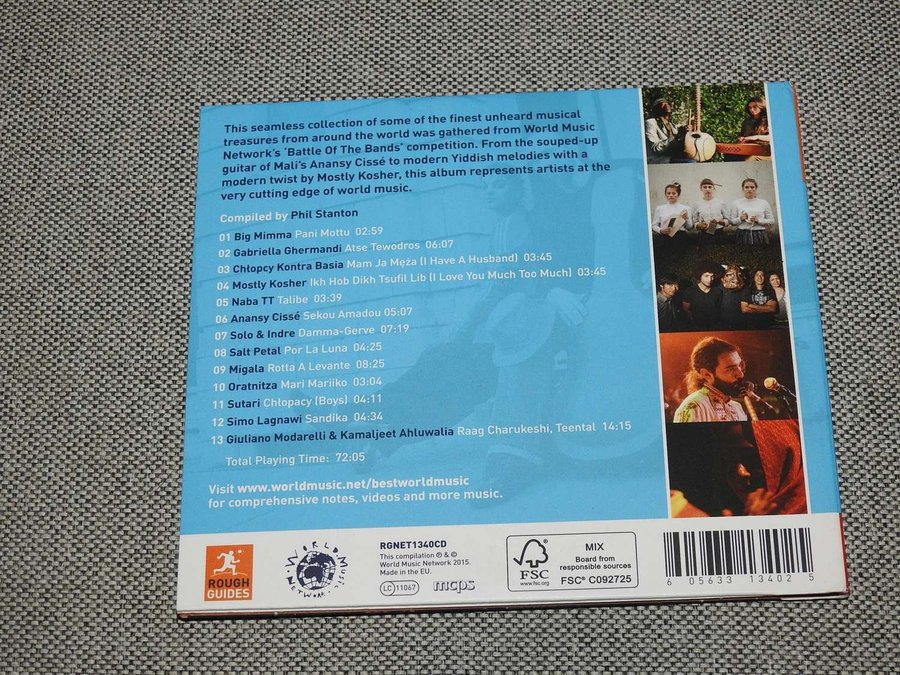 This seamless collection of some of the finest unheard musical
treasures from around the world was gathered from World Music
Network's 'Battle Of The Bands' competition. From the souped-up
guitar of Mali's Anansy Cissé to modern Yiddish melodies with a
modern twist by Mostly Kosher, this album represents artists at the
very cutting edge of world music.
Compiled by Phil Stanton
01 Big Mimma Pani Mottu 02:59
02 Gabriella Ghermandi Atse Tewodros 06:07
03 Chłopcy Kontra Basia Mam Ja Męża (I Have A Husband) 03:45
04 Mostly Kosher Ikh Hob Dikh Tsufil Lib (I Love You Much Too Much) 03:45
05 Naba TT Talibe 03:39
06 Anansy Cissé Sekou Amadou 05:07
07 Solo & Indre Damma-Gerve 07:19
08 Salt Petal Por La Luna 04:25
09 Migala Rotta A Levante 08:25
10 Oratnitza Mari Mariiko 03:04
11 Sutari Chłopacy (Boys) 04:11
12 Simo Lagnawi Sandika 04:34
13 Giuliano Modarelli & Kamaljeet Ahluwalia Raag Charukeshi, Teental 14:15
Total Playing Time: 72:05
Visit www.worldmusic.net/bestworldmusic
for comprehensive notes, videos and more music.
ROUGH
GUIDES
WORLD MUSIC
NETWORK
RGNET1340CD
This compilation ℗ & ©
World Music Network 2015.
Made in the EU.
LC 11067
mcps
FSC
www.fsc.org
MIX
Board from
responsible sources
FSC® C092725
6 05633 13402 5